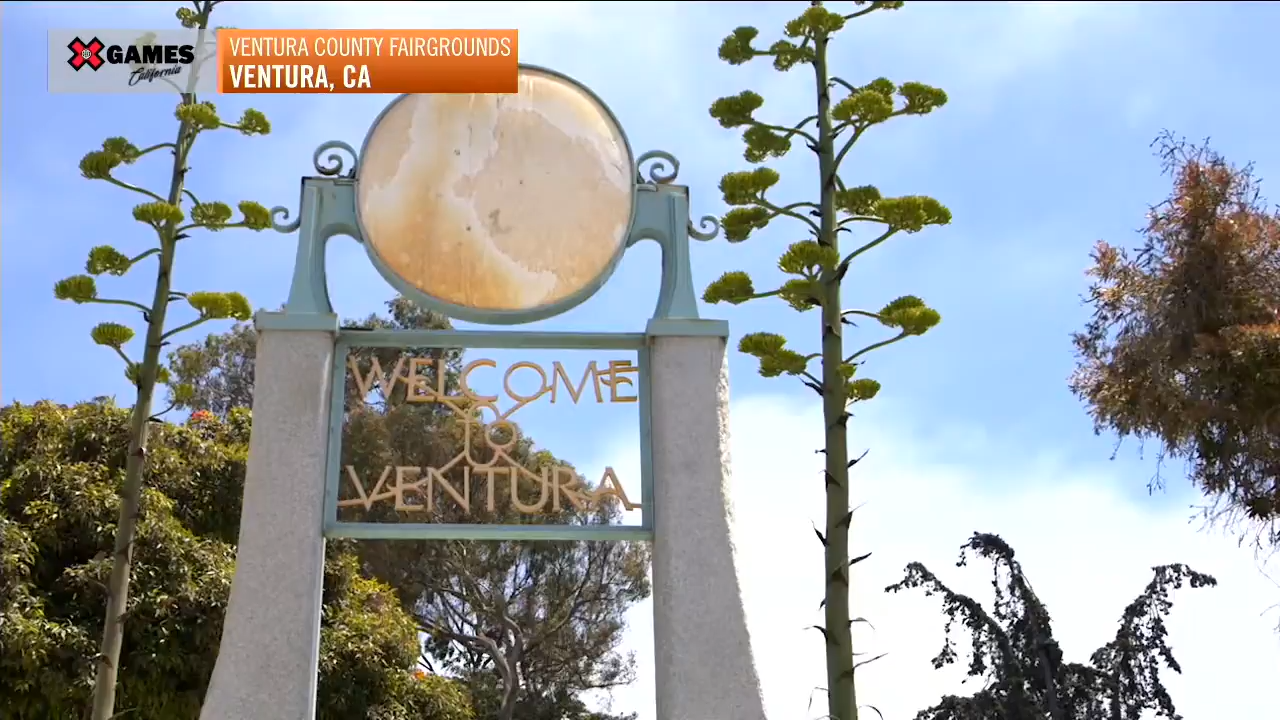 X GAMES
California
VENTURA COUNTY FAIRGROUNDS
VENTURA, CA
WELCOME
TO
VENTURA